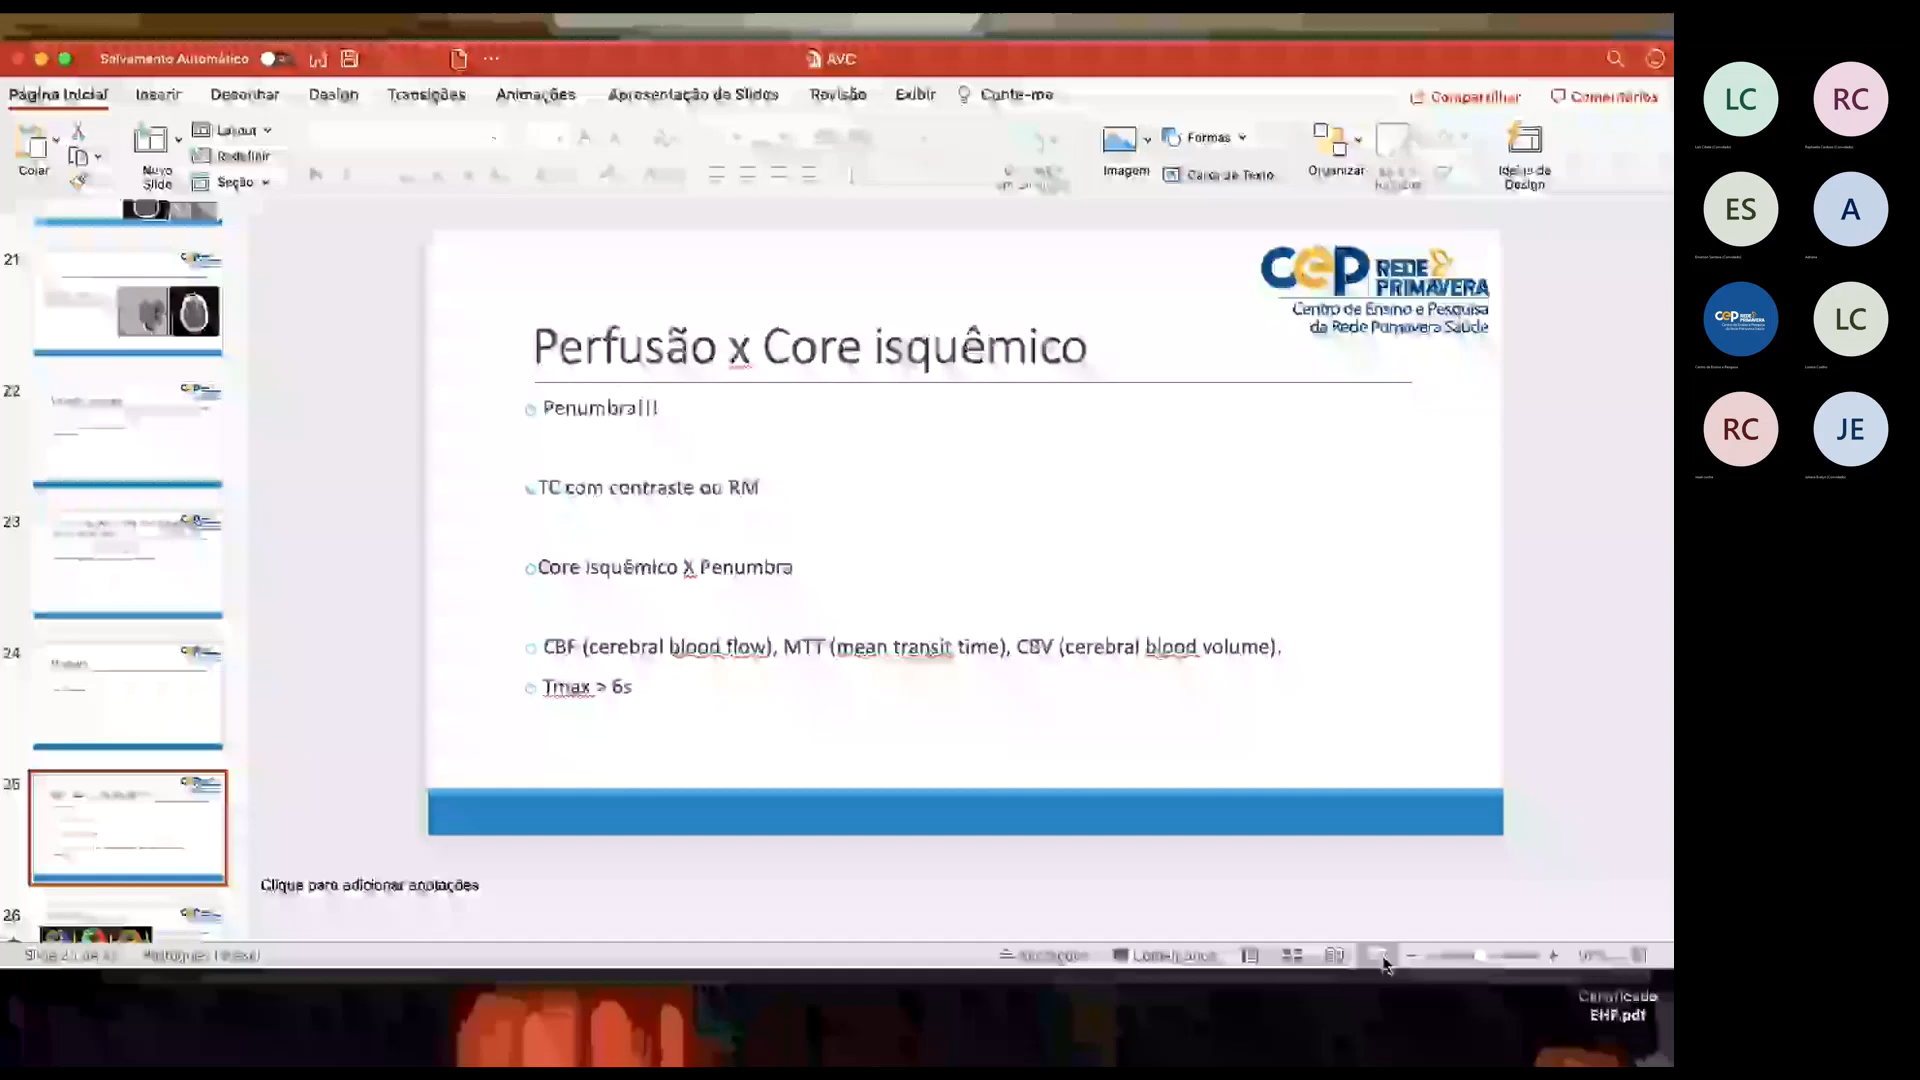 Salvamento Automático
AVC
Página Inicial
Inserir
Desenhar
Design
Transições
Animações
Apresentação de Slides
Revisão
Exibir
Conte-me
Compartilhar
Comentários
Colar
Novo Slide
Layout
Redefinir
Seção
Imagem
Formas
Caixa de Texto
Organizar
Ideias de Design
21
22
23
24
25
26
cep REDE PRIMAVERA
Centro de Ensino e Pesquisa
da Rede Primavera Saúde
Perfusão x Core isquêmico
Penumbra!!!
TC com contraste ou RM
Core isquêmico X Penumbra
CBF (cerebral blood flow), MTT (mean transit time), CBV (cerebral blood volume).
Tmax > 6s
Clique para adicionar anotações
Certificado
EHP.pdf
LC
RC
ES
A
cep REDE PRIMAVERA
LC
RC
JE